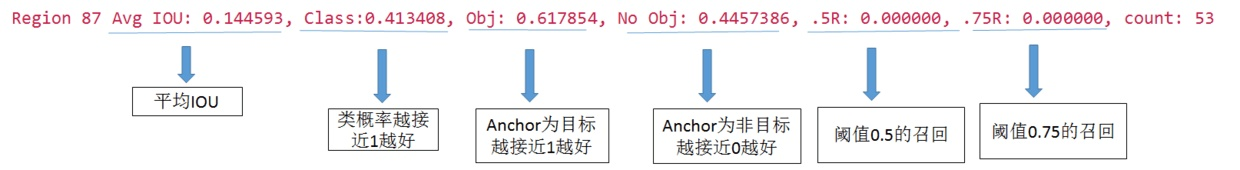 Region 87 Avg IOU: 0.144593, Class:0.413408, Obj: 0.617854, No Obj: 0.4457386, .5R: 0.000000, .75R: 0.000000, count: 53
平均IOU
类概率越接
近1越好
Anchor为目标
越接近1越好
Anchor为非目标
越接近0越好
阈值0.5的召回
阈值0.75的召回